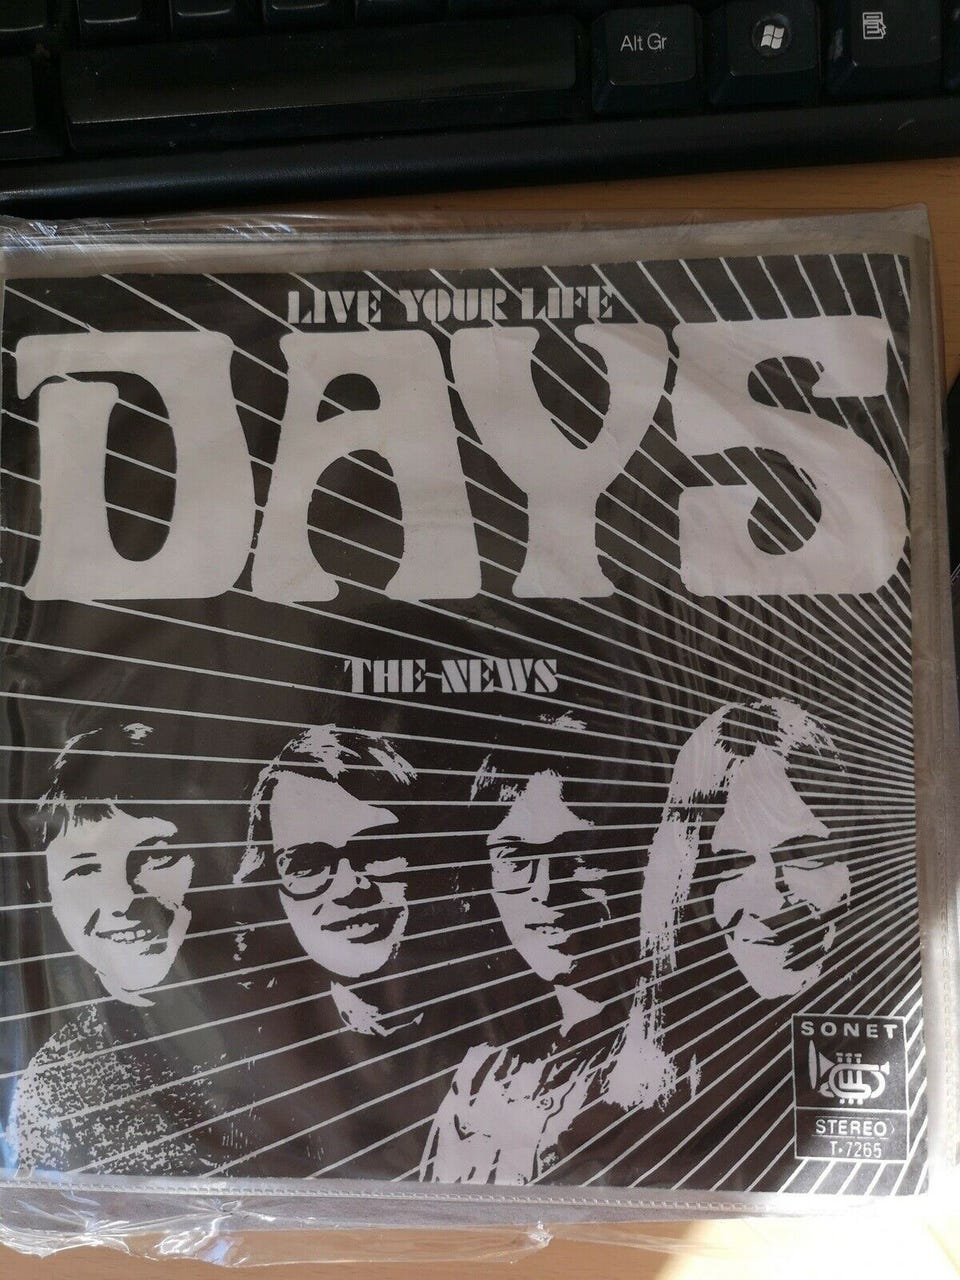 Alt Gr
LIVE YOUR LIFE
DAYS
THE NEWS
SONET
STEREO
T-7265